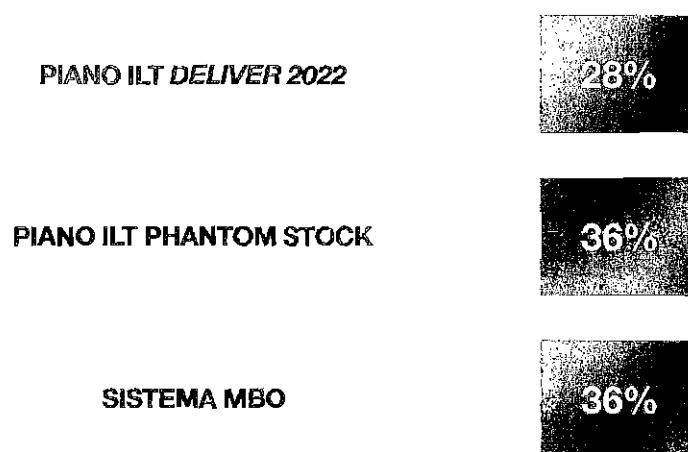 PIANO ILT DELIVER 2022
28%
PIANO ILT PHANTOM STOCK
36%
SISTEMA MBO
36%